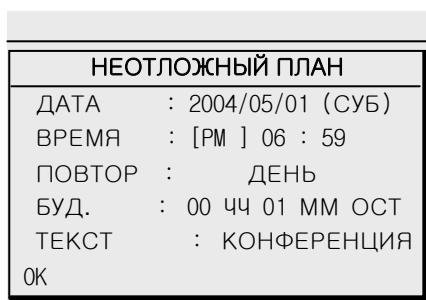 НЕОТЛОЖНЫЙ ПЛАН
ДАТА : 2004/05/01 (СУБ)
ВРЕМЯ : [PM ] 06 : 59
ПОВТОР : ДЕНЬ
БУД. : 00 ЧЧ 01 ММ ОСТ
ТЕКСТ : КОНФЕРЕНЦИЯ
OK